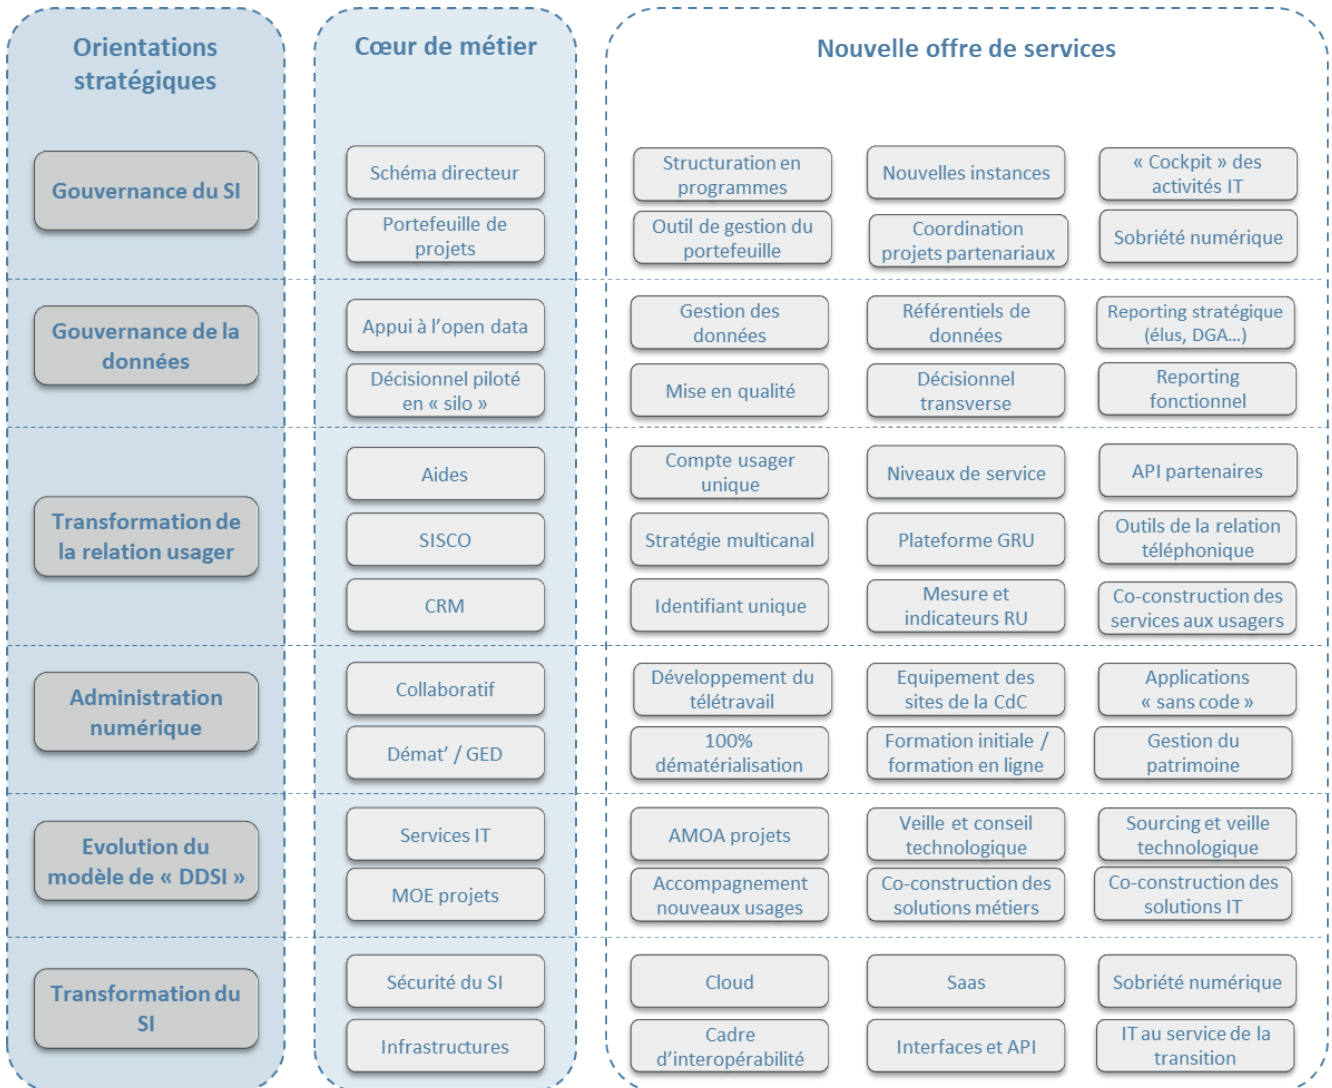 Orientations
stratégiques
Cœur de métier
Nouvelle offre de services
Gouvernance du SI
Schéma directeur
Structuration en
programmes
Nouvelles instances
« Cockpit » des
activités IT
Portefeuille de
projets
Outil de gestion du
portefeuille
Coordination
projets partenariaux
Sobriété numérique
Gouvernance de la
données
Appui à l'open data
Gestion des
données
Référentiels de
données
Reporting stratégique
(élus, DGA…)
Décisionnel piloté
en « silo »
Mise en qualité
Décisionnel
transverse
Reporting
fonctionnel
Transformation de
la relation usager
Aides
Compte usager
unique
Niveaux de service
API partenaires
SISCO
Stratégie multicanal
Plateforme GRU
Outils de la relation
téléphonique
CRM
Identifiant unique
Mesure et
indicateurs RU
Co-construction des
services aux usagers
Administration
numérique
Collaboratif
Développement du
télétravail
Equipement des
sites de la CdC
Applications
« sans code »
Démat' / GED
100%
dématérialisation
Formation initiale /
formation en ligne
Gestion du
patrimoine
Evolution du
modèle de « DDSI »
Services IT
AMOA projets
Veille et conseil
technologique
Sourcing et veille
technologique
MOE projets
Accompagnement
nouveaux usages
Co-construction des
solutions métiers
Co-construction des
solutions IT
Transformation du
SI
Sécurité du SI
Cloud
Saas
Sobriété numérique
Infrastructures
Cadre
d'interopérabilité
Interfaces et API
IT au service de la
transition